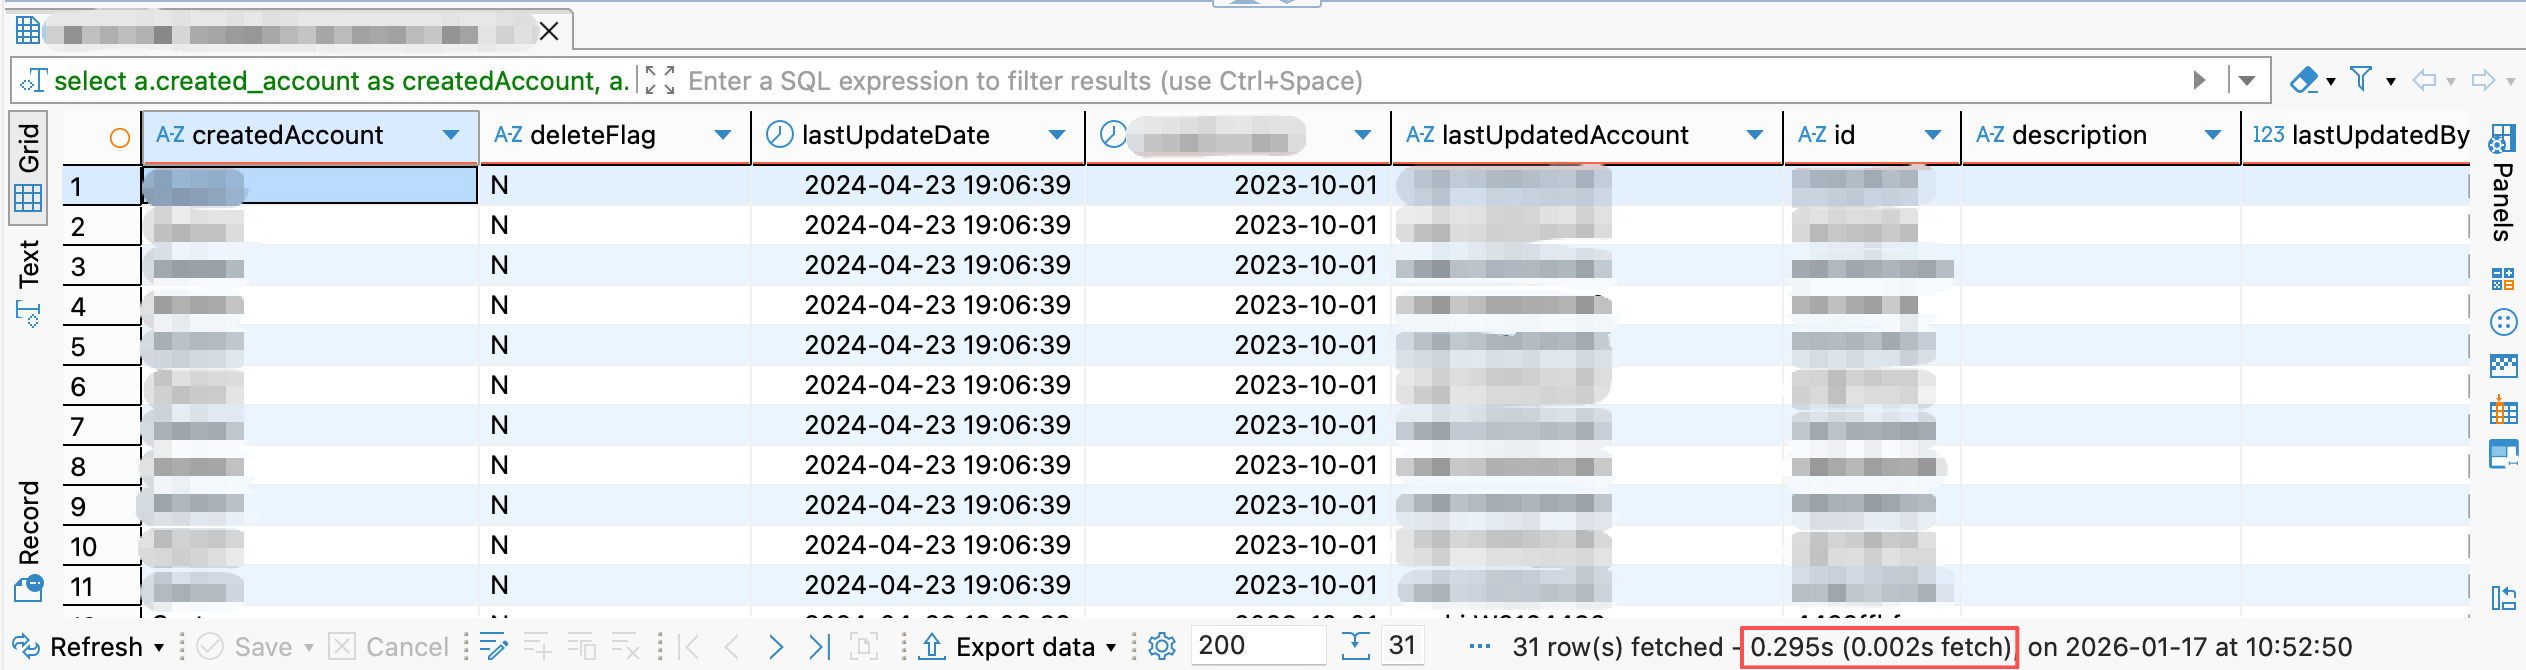 select a.created_account as createdAccount, a. Enter a SQL expression to filter results (use Ctrl+Space)
Grid
Text
Record
A-Z createdAccount A-Z deleteFlag lastUpdateDate A-Z lastUpdatedAccount A-Z id A-Z description 123 lastUpdatedBy
1 N 2024-04-23 19:06:39 2023-10-01
2 N 2024-04-23 19:06:39 2023-10-01
3 N 2024-04-23 19:06:39 2023-10-01
4 N 2024-04-23 19:06:39 2023-10-01
5 N 2024-04-23 19:06:39 2023-10-01
6 N 2024-04-23 19:06:39 2023-10-01
7 N 2024-04-23 19:06:39 2023-10-01
8 N 2024-04-23 19:06:39 2023-10-01
9 N 2024-04-23 19:06:39 2023-10-01
10 N 2024-04-23 19:06:39 2023-10-01
11 N 2024-04-23 19:06:39 2023-10-01
Panels
Refresh Save Cancel Export data 200 31 ... 31 row(s) fetched - 0.295s (0.002s fetch), on 2026-01-17 at 10:52:50